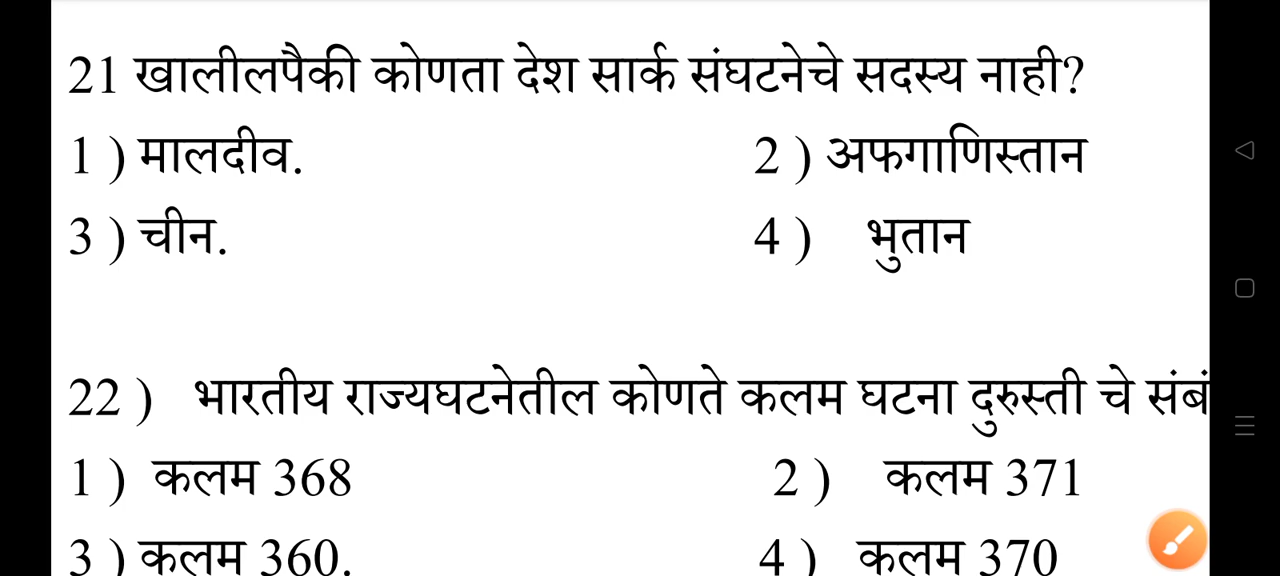 21 खालीलपैकी कोणता देश सार्क संघटनेचे सदस्य नाही?
1 ) मालदीव. 2 ) अफगाणिस्तान
3 ) चीन. 4 ) भुतान
22 ) भारतीय राज्यघटनेतील कोणते कलम घटना दुरुस्ती चे
1 ) कलम 368 2 ) कलम 371
3 ) कलम 360. 4 ) कलम 370